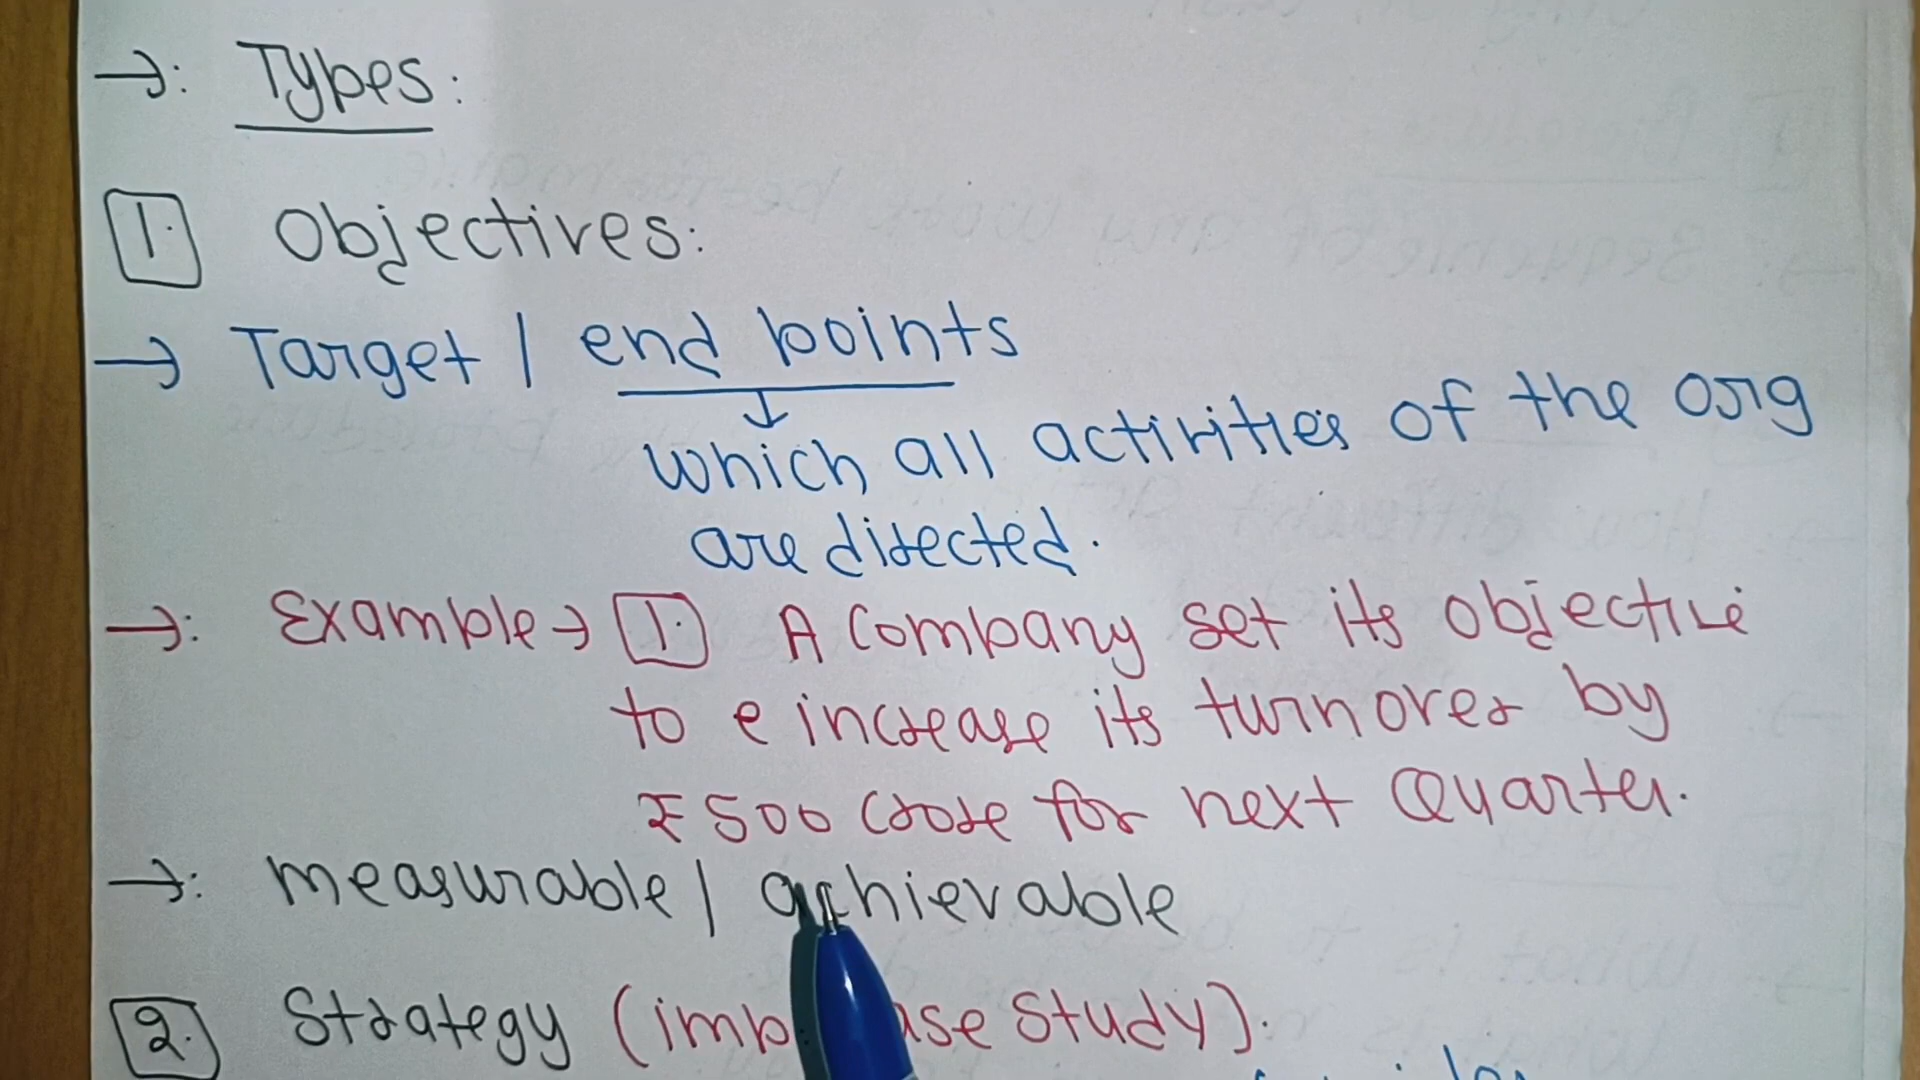 →: Types:
1. Objectives:
→ Target / end points
↓
which all activities of the org
are directed.
→: Example → 1. A Company set its objective
to e increase its turnover by
₹ 500 crore for next Quarter.
→: measurable / achievable
2. Strategy (imp Case Study).